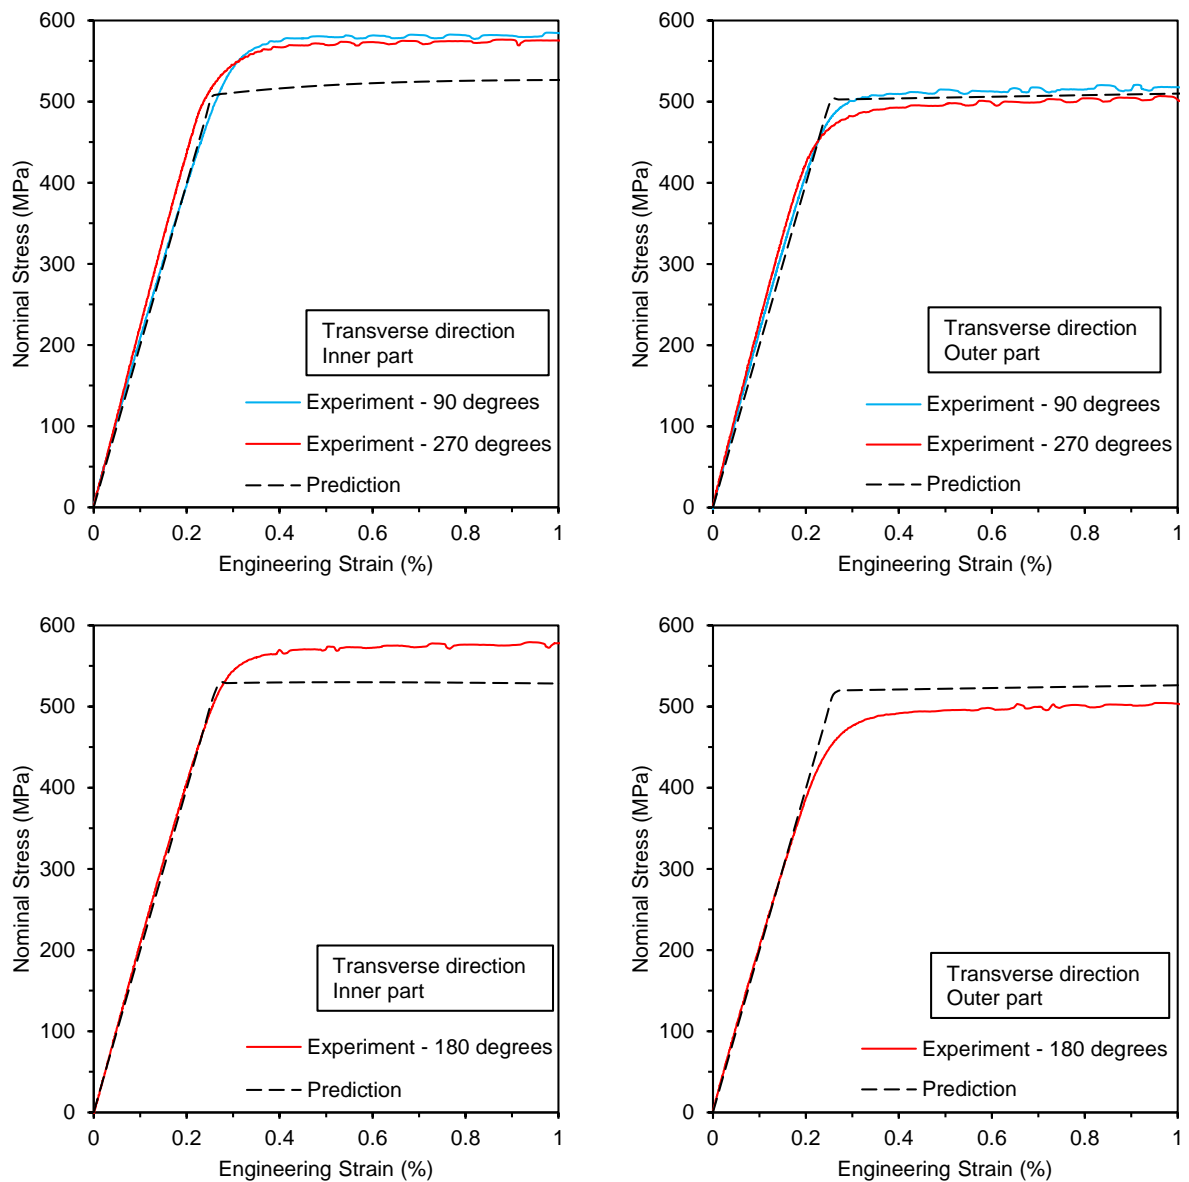 600
500
400
300
200
100
0
Nominal Stress (MPa)
Transverse direction
Inner part
Experiment - 90 degrees
Experiment - 270 degrees
Prediction
0 0.2 0.4 0.6 0.8 1
Engineering Strain (%)
600
500
400
300
200
100
0
Nominal Stress (MPa)
Transverse direction
Outer part
Experiment - 90 degrees
Experiment - 270 degrees
Prediction
0 0.2 0.4 0.6 0.8 1
Engineering Strain (%)
600
500
400
300
200
100
0
Nominal Stress (MPa)
Transverse direction
Inner part
Experiment - 180 degrees
Prediction
0 0.2 0.4 0.6 0.8 1
Engineering Strain (%)
600
500
400
300
200
100
0
Nominal Stress (MPa)
Transverse direction
Outer part
Experiment - 180 degrees
Prediction
0 0.2 0.4 0.6 0.8 1
Engineering Strain (%)